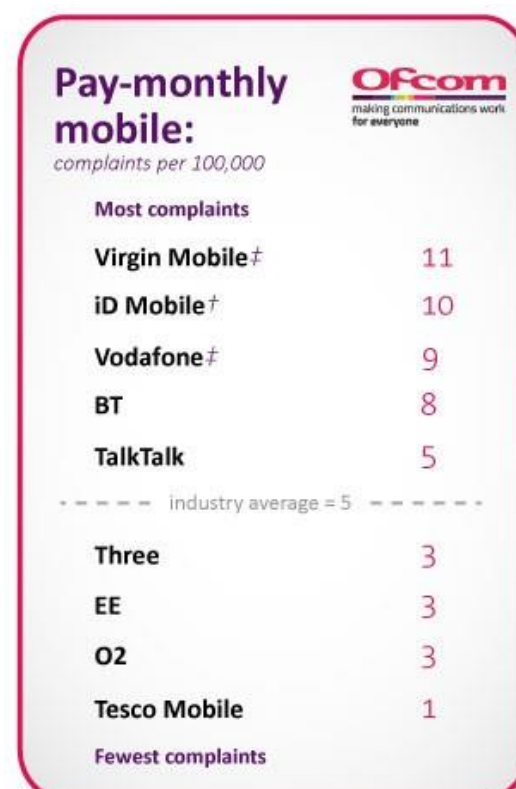 Pay-monthly
mobile:
complaints per 100,000
Ofcom
making communications work
for everyone
Most complaints
Virgin Mobile‡ 11
iD Mobile† 10
Vodafone‡ 9
BT 8
TalkTalk 5
industry average = 5
Three 3
EE 3
O2 3
Tesco Mobile 1
Fewest complaints